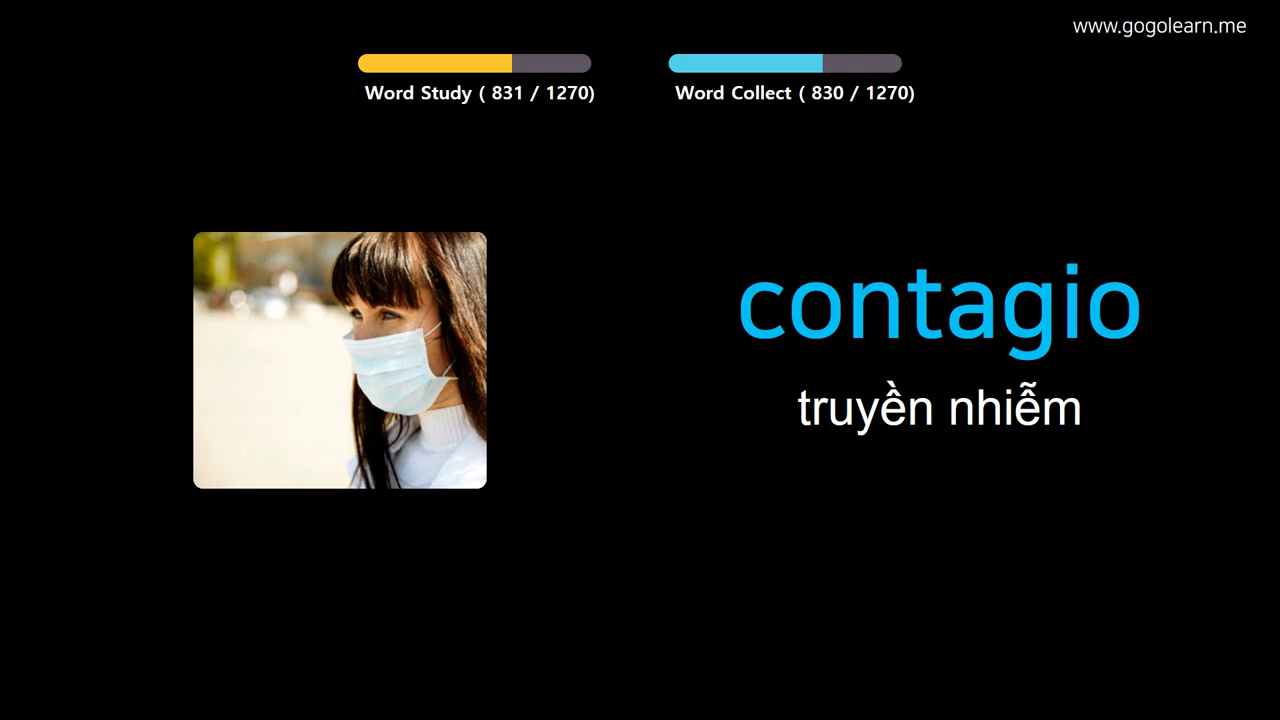 www.gogolearn.me
Word Study ( 831 / 1270)
Word Collect ( 830 / 1270)
contagio
truyền nhiễm